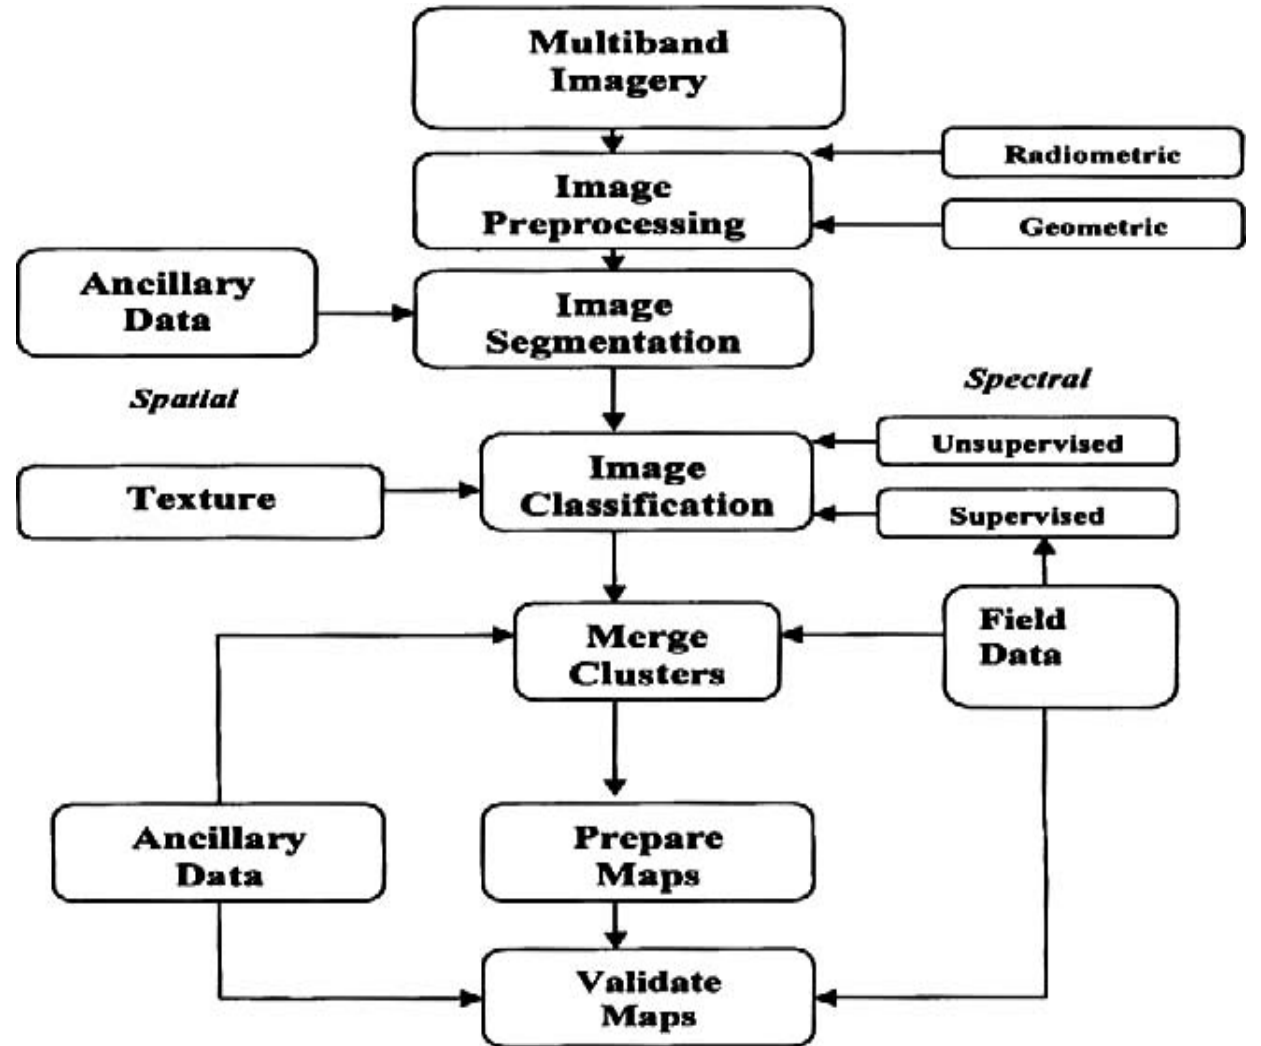 Multiband
Imagery
Radiometric
Image
Preprocessing
Geometric
Ancillary
Data
Image
Segmentation
Spatial
Spectral
Unsupervised
Texture
Image
Classification
Supervised
Merge
Clusters
Field
Data
Ancillary
Data
Prepare
Maps
Validate
Maps